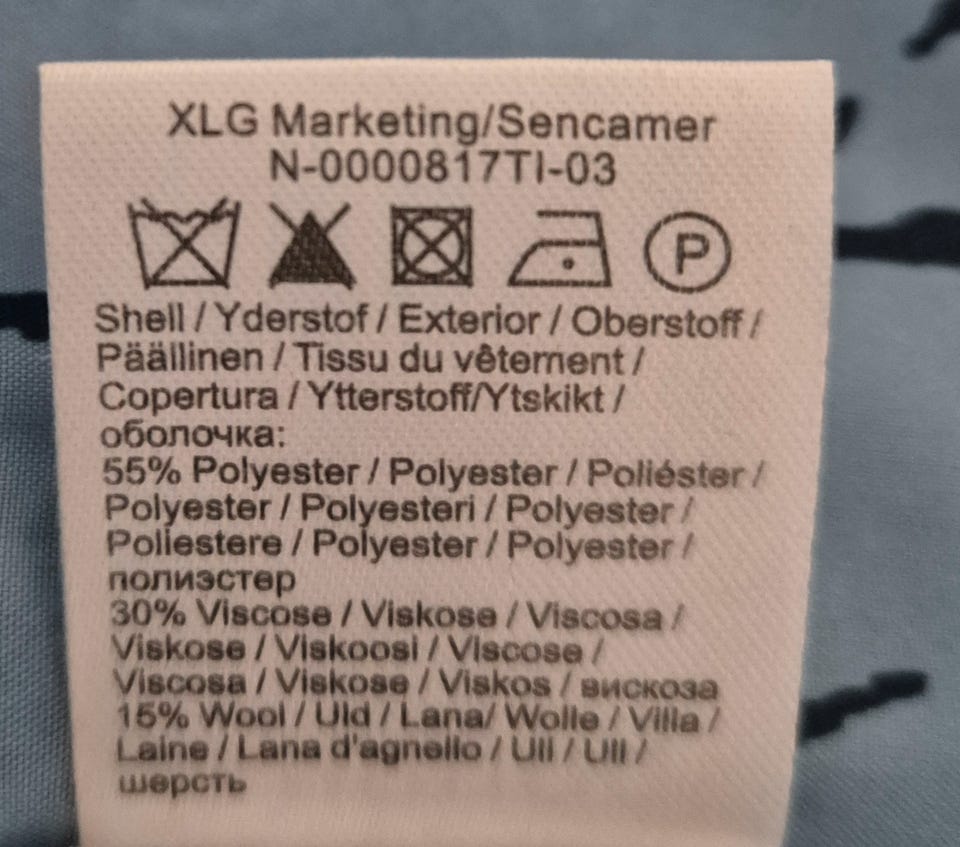 XLG Marketing/Sencamer
N-0000817TI-03
P
Shell / Yderstof / Exterior / Oberstoff /
Päällinen / Tissu du vêtement /
Copertura / Ytterstoff/Ytskikt /
оболочка:
55% Polyester / Polyester / Poliéster /
Polyester / Polyesteri / Polyester /
Poliestere / Polyester / Polyester /
полиэстер
30% Viscose / Viskose / Viscosa /
Viskose / Viskoosi / Viscose /
Viscosa / Viskose / Viskos / вискоза
15% Wool / Uld / Lana/ Wolle / Villa /
Laine / Lana d'agnello / Ull / Ull /
шерсть